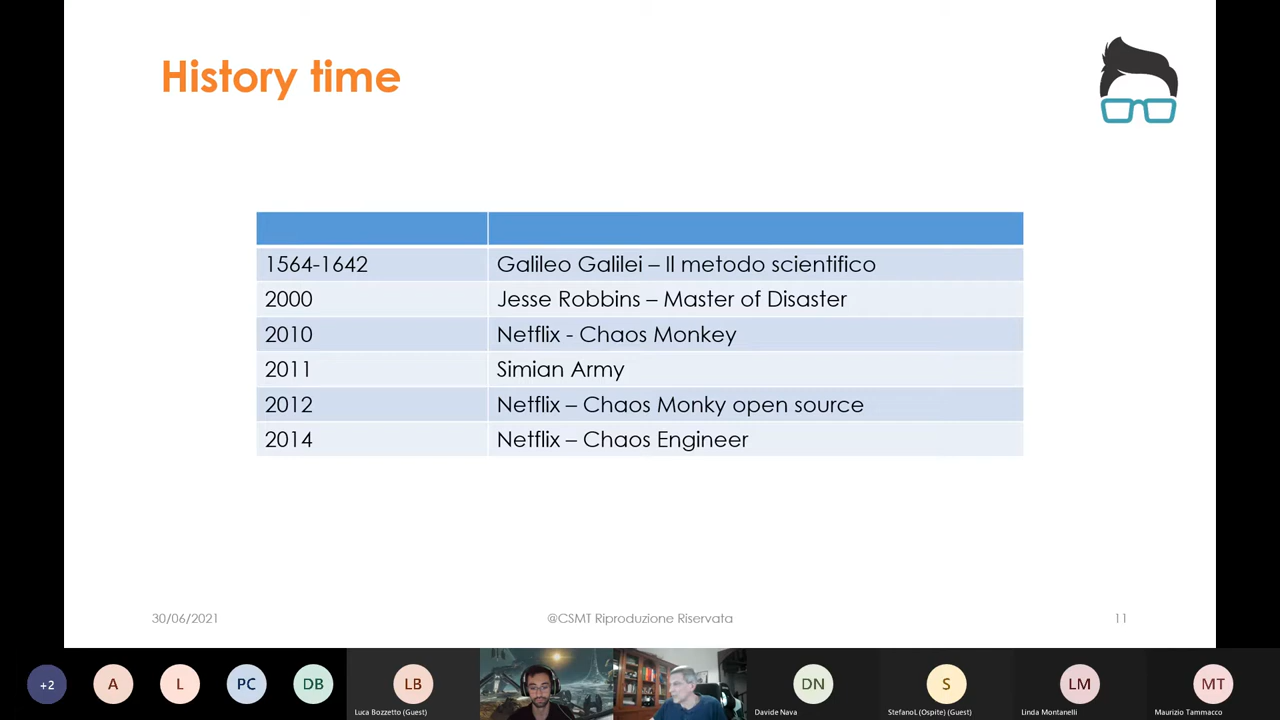 History time
1564-1642 Galileo Galilei – Il metodo scientifico
2000 Jesse Robbins – Master of Disaster
2010 Netflix - Chaos Monkey
2011 Simian Army
2012 Netflix – Chaos Monky open source
2014 Netflix – Chaos Engineer
30/06/2021 @CSMT Riproduzione Riservata 11
+2 A L PC DB LB DN S LM MT
Luca Bozzetto (Guest) Davide Nava StefanoL (Ospite) (Guest) Linda Montanelli Maurizio Tammacco